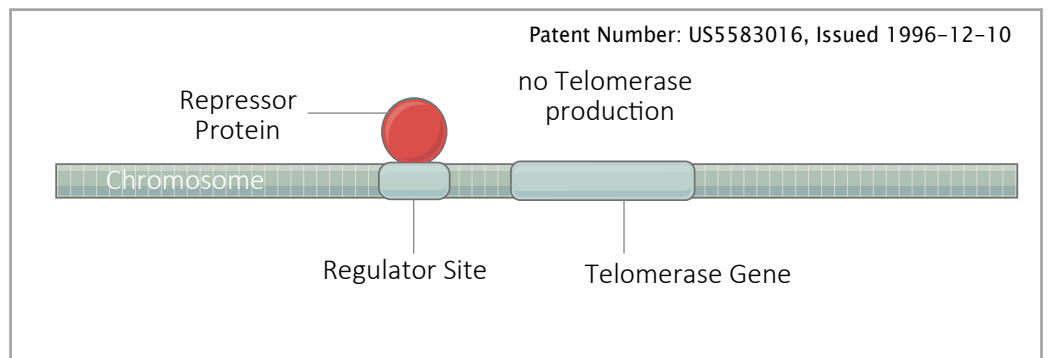 Patent Number: US5583016, Issued 1996-12-10
no Telomerase
production
Repressor
Protein
Chromosome
Regulator Site
Telomerase Gene